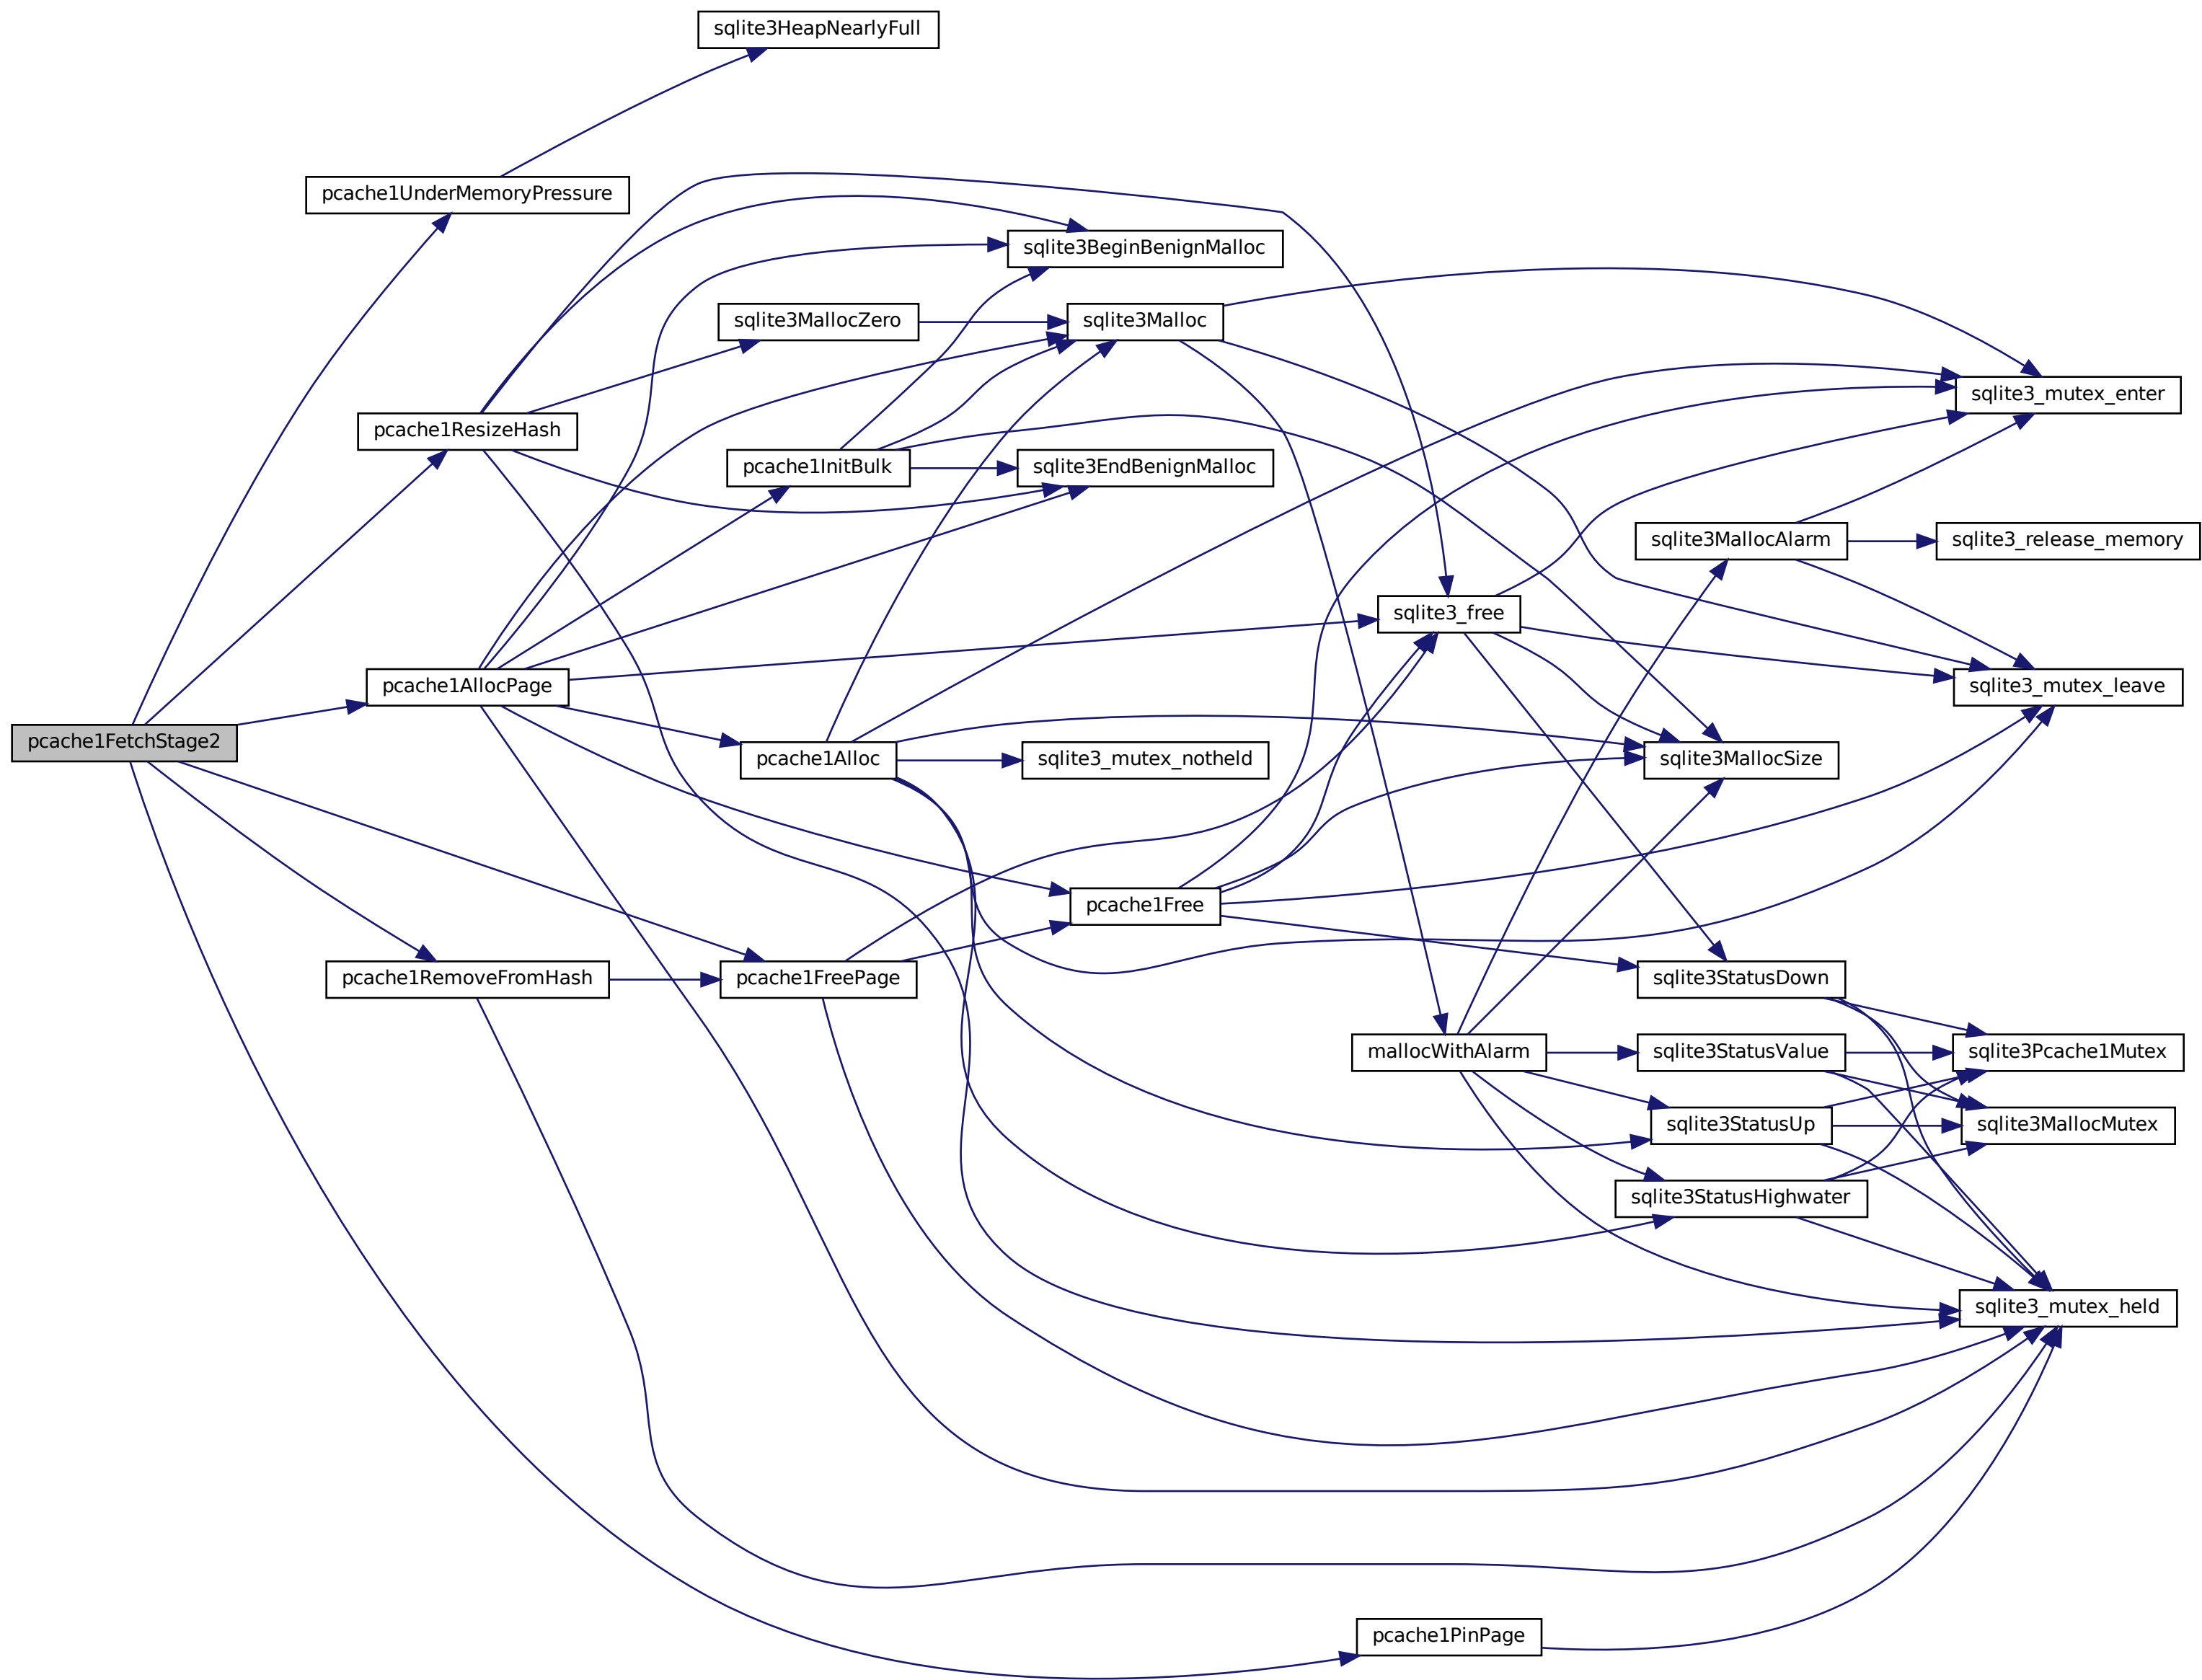 sqlite3HeapNearlyFull
pcache1UnderMemoryPressure
sqlite3BeginBenignMalloc
sqlite3MallocZero
sqlite3Malloc
sqlite3_mutex_enter
pcache1ResizeHash
pcache1InitBulk
sqlite3EndBenignMalloc
sqlite3MallocAlarm
sqlite3_release_memory
sqlite3_free
pcache1AllocPage
sqlite3_mutex_leave
pcache1FetchStage2
pcache1Alloc
sqlite3_mutex_notheld
sqlite3MallocSize
pcache1Free
pcache1RemoveFromHash
pcache1FreePage
sqlite3StatusDown
mallocWithAlarm
sqlite3StatusValue
sqlite3Pcache1Mutex
sqlite3StatusUp
sqlite3MallocMutex
sqlite3StatusHighwater
sqlite3_mutex_held
pcache1PinPage